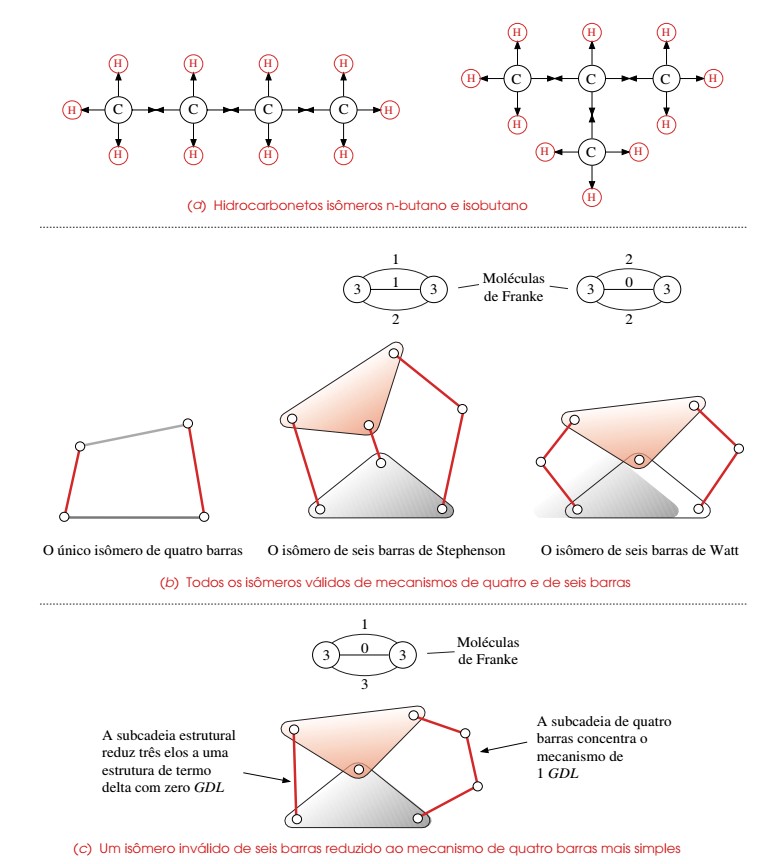 H H H H
H C C C C H
H H H H
H H H
H C C C H
H H
H C H
H
(a) Hidrocarbonetos isômeros n-butano e isobutano
1
3 1 3
2
Moléculas
de Franke
2
3 0 3
2
O único isômero de quatro barras
O isômero de seis barras de Stephenson
O isômero de seis barras de Watt
(b) Todos os isômeros válidos de mecanismos de quatro e de seis barras
1
3 0 3
3
Moléculas
de Franke
A subcadeia estrutural
reduz três elos a uma
estrutura de termo
delta com zero GDL
A subcadeia de quatro
barras concentra o
mecanismo de
1 GDL
(c) Um isômero inválido de seis barras reduzido ao mecanismo de quatro barras mais simples